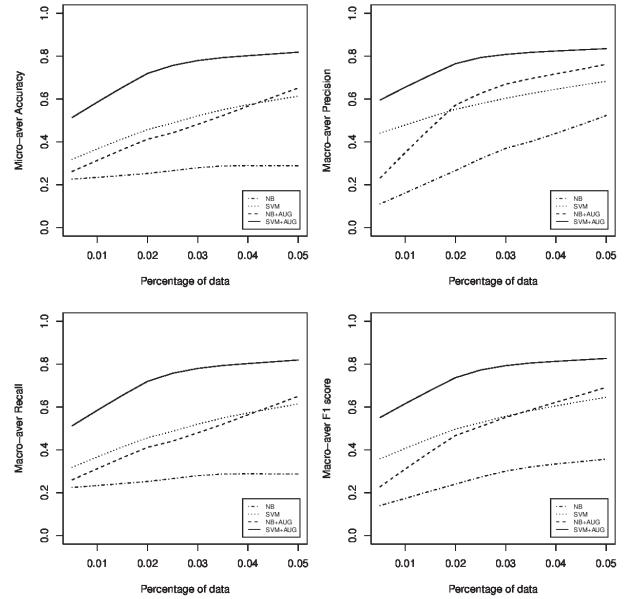 Micro-aver Accuracy
1.0
0.8
0.6
0.4
0.2
0.0
NB
SVM
NB+AUG
SVM+AUG
0.01 0.02 0.03 0.04 0.05
Percentage of data
Macro-aver Precision
1.0
0.8
0.6
0.4
0.2
0.0
NB
SVM
NB+AUG
SVM+AUG
0.01 0.02 0.03 0.04 0.05
Percentage of data
Macro-aver Recall
1.0
0.8
0.6
0.4
0.2
0.0
NB
SVM
NB+AUG
SVM+AUG
0.01 0.02 0.03 0.04 0.05
Percentage of data
Macro-aver F1 score
1.0
0.8
0.6
0.4
0.2
0.0
NB
SVM
NB+AUG
SVM+AUG
0.01 0.02 0.03 0.04 0.05
Percentage of data